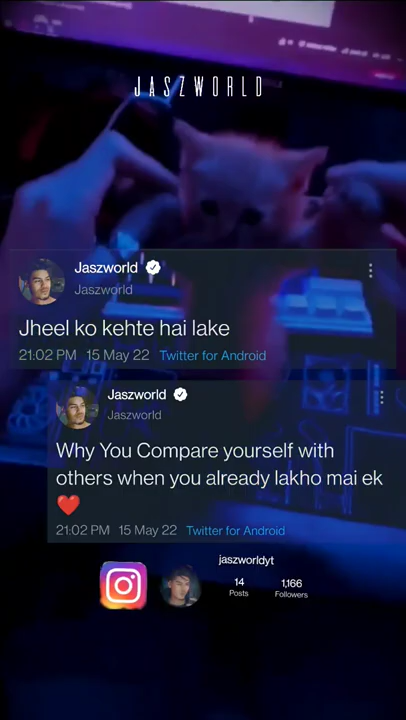 JASZWORLD
Jaszworld
Jaszworld
Jheel ko kehte hai lake
21:02 PM 15 May 22 Twitter for Android
Jaszworld
Jaszworld
Why You Compare yourself with
others when you already lakho mai ek
❤️
21:02 PM 15 May 22 Twitter for Android
jaszworldyt
14 1,166
Posts Followers